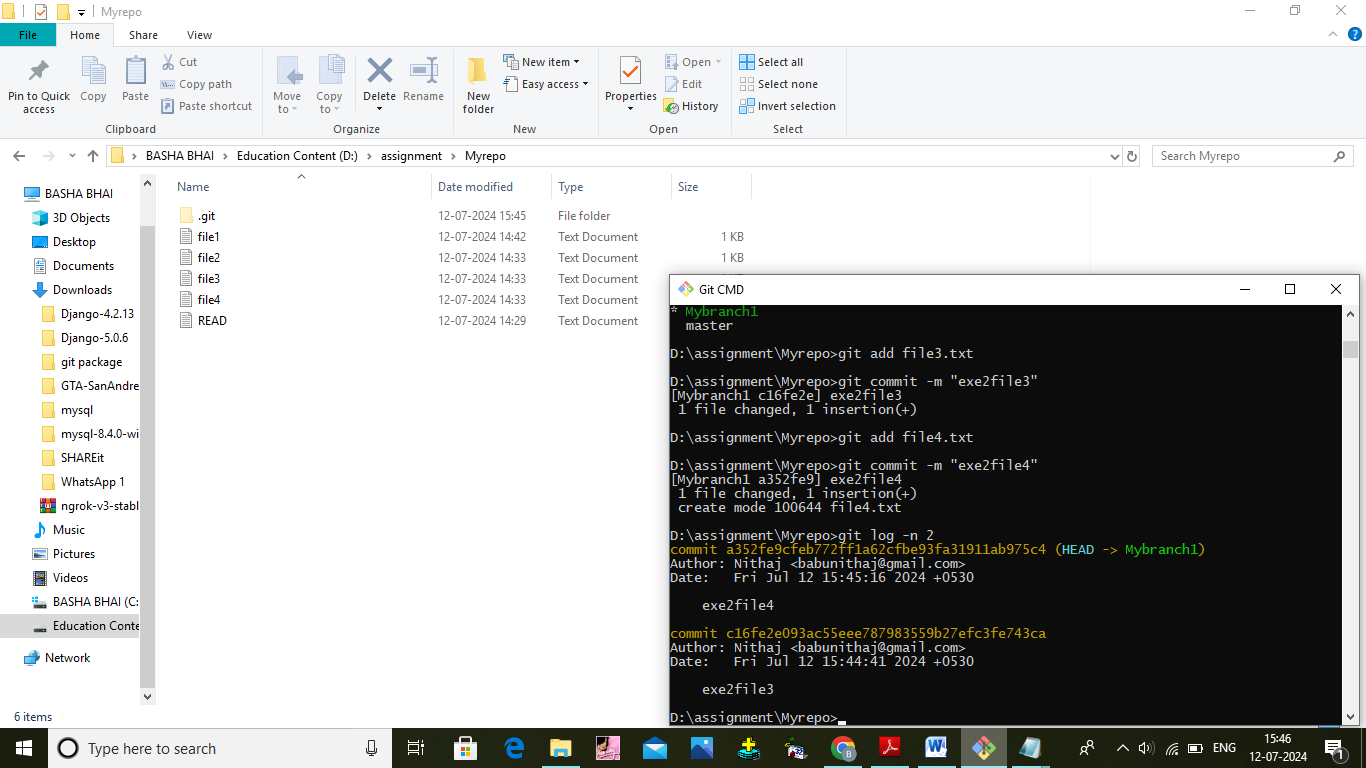 Myrepo
File Home Share View
Pin to Quick access
Copy
Paste
Cut
Copy path
Paste shortcut
Clipboard
Move to
Copy to
Delete
Rename
Organize
New folder
New item
Easy access
New
Properties
Open
Edit
History
Open
Select all
Select none
Invert selection
Select
BASHA BHAI Education Content (D:) assignment Myrepo
Search Myrepo
BASHA BHAI
3D Objects
Desktop
Documents
Downloads
Django-4.2.13
Django-5.0.6
git package
GTA-SanAndre
mysql
mysql-8.4.0-wi
SHAREit
WhatsApp 1
ngrok-v3-stabl
Music
Pictures
Videos
BASHA BHAI (C:
Education Conte
Network
Name Date modified Type Size
.git 12-07-2024 15:45 File folder
file1 12-07-2024 14:42 Text Document 1 KB
file2 12-07-2024 14:33 Text Document 1 KB
file3 12-07-2024 14:33 Text Document
file4 12-07-2024 14:33 Text Document
READ 12-07-2024 14:29 Text Document
6 items
Git CMD
* Mybranch1
master
D:\assignment\Myrepo>git add file3.txt
D:\assignment\Myrepo>git commit -m "exe2file3"
[Mybranch1 c16fe2e] exe2file3
1 file changed, 1 insertion(+)
D:\assignment\Myrepo>git add file4.txt
D:\assignment\Myrepo>git commit -m "exe2file4"
[Mybranch1 a352fe9] exe2file4
1 file changed, 1 insertion(+)
create mode 100644 file4.txt
D:\assignment\Myrepo>git log -n 2
commit a352fe9cfeb772ff1a62cfbe93fa31911ab975c4 (HEAD -> Mybranch1)
Author: Nithaj <babunithaj@gmail.com>
Date:   Fri Jul 12 15:45:16 2024 +0530
exe2file4
commit c16fe2e093ac55eee787983559b27efc3fe743ca
Author: Nithaj <babunithaj@gmail.com>
Date:   Fri Jul 12 15:44:41 2024 +0530
exe2file3
D:\assignment\Myrepo>
Type here to search
ENG
15:46
12-07-2024
1